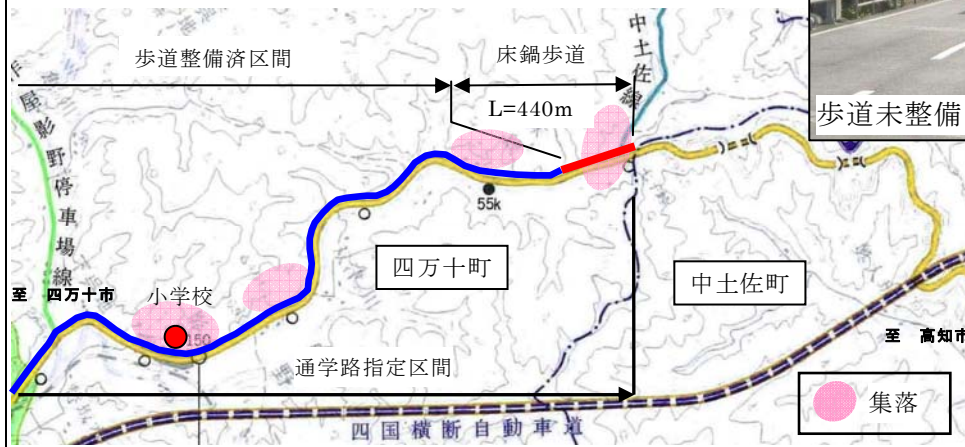 歩道整備済区間
床鍋歩道
L=440m
中土佐線
歩道未整備
屋影野停車場線
55k
四万十町
中土佐町
至 四万十市
小学校
150
至 高知市
通学路指定区間
集落
四国横断自動車道